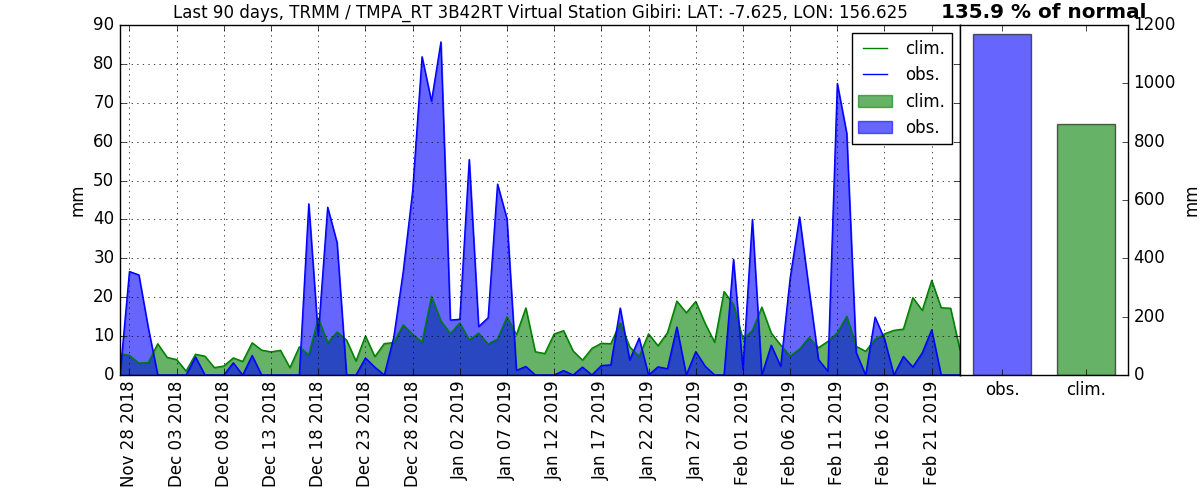 Last 90 days, TRMM / TMPA_RT 3B42RT Virtual Station Gibiri: LAT: -7.625, LON: 156.625
135.9 % of normal
90
80
70
60
50
40
30
20
10
0
mm
clim.
obs.
clim.
obs.
Nov 28 2018
Dec 03 2018
Dec 08 2018
Dec 13 2018
Dec 18 2018
Dec 23 2018
Dec 28 2018
Jan 02 2019
Jan 07 2019
Jan 12 2019
Jan 17 2019
Jan 22 2019
Jan 27 2019
Feb 01 2019
Feb 06 2019
Feb 11 2019
Feb 16 2019
Feb 21 2019
1200
1000
800
600
400
200
0
mm
obs.
clim.